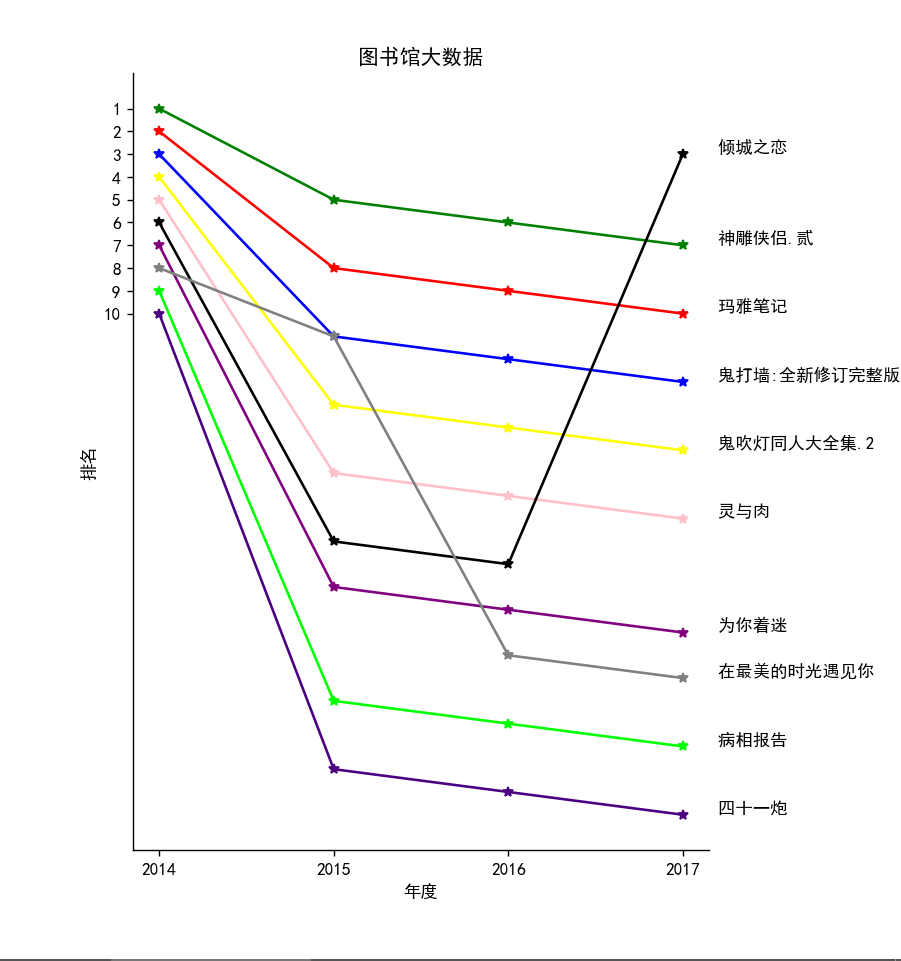 图书馆大数据
1
2
3
4
5
6
7
8
9
10
排名
倾城之恋
神雕侠侣.贰
玛雅笔记
鬼打墙:全新修订完整版
鬼吹灯同人大全集.2
灵与肉
为你着迷
在最美的时光遇见你
病相报告
四十一炮
2014 2015 2016 2017
年度